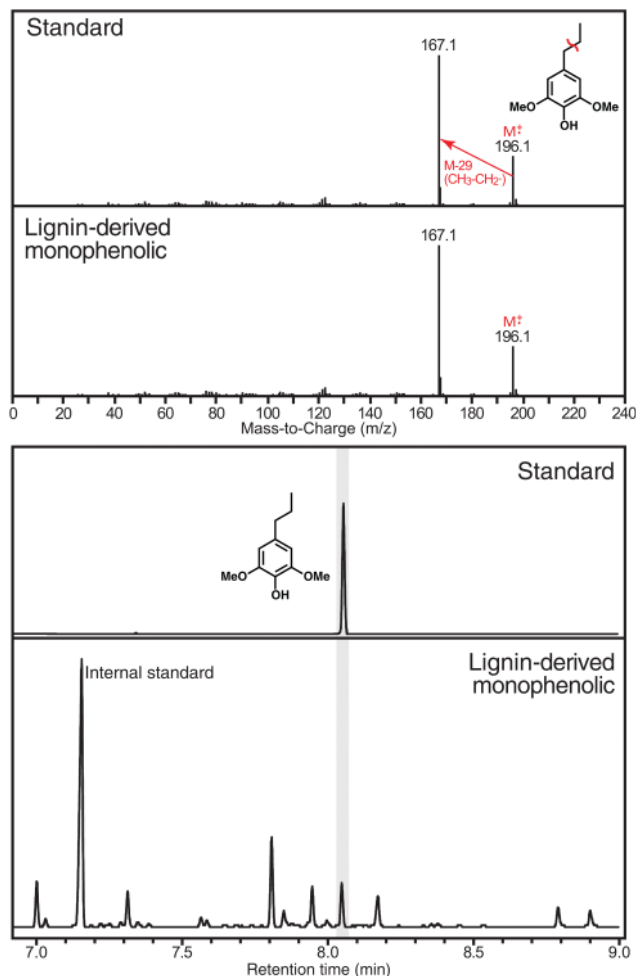 Standard
167.1
MeO
OMe
OH
M‡
196.1
M-29
(CH3-CH2·)
Lignin-derived
monophenolic
167.1
M‡
196.1
0 20 40 60 80 100 120 140 160 180 200 220 240
Mass-to-Charge (m/z)
Standard
MeO
OMe
OH
Internal standard
Lignin-derived
monophenolic
7.0 7.5 8.0 8.5 9.0
Retention time (min)